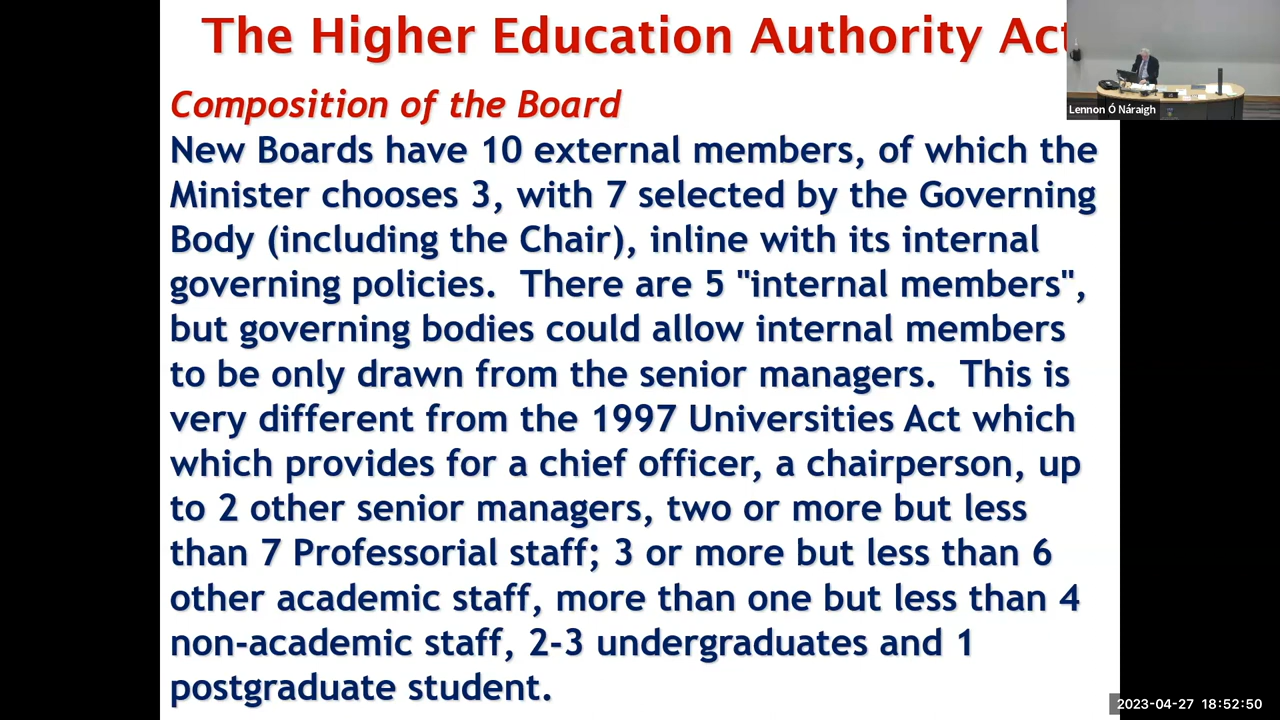 The Higher Education Authority Act
Composition of the Board
New Boards have 10 external members, of which the
Minister chooses 3, with 7 selected by the Governing
Body (including the Chair), inline with its internal
governing policies.  There are 5 "internal members",
but governing bodies could allow internal members
to be only drawn from the senior managers.  This is
very different from the 1997 Universities Act which
which provides for a chief officer, a chairperson, up
to 2 other senior managers, two or more but less
than 7 Professorial staff; 3 or more but less than 6
other academic staff, more than one but less than 4
non-academic staff, 2-3 undergraduates and 1
postgraduate student.
Lennon Ó Náraigh
2023-04-27 18:52:50